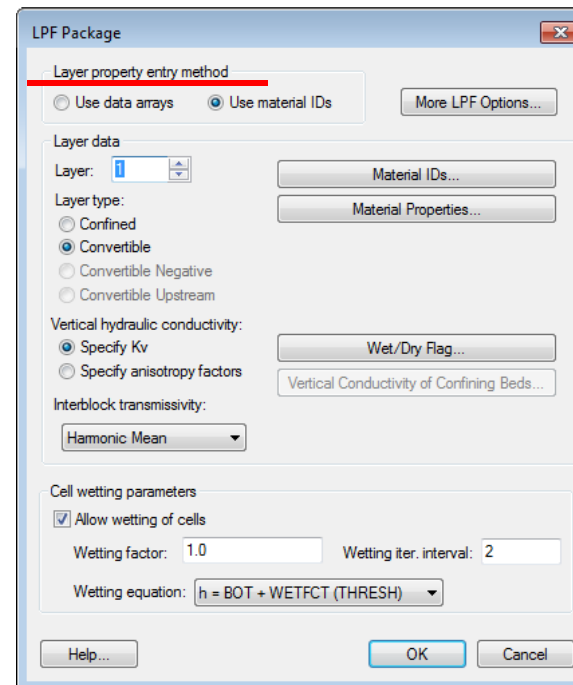 LPF Package
Layer property entry method
Use data arrays Use material IDs More LPF Options...
Layer data
Layer: 1 Material IDs...
Layer type: Material Properties...
Confined
Convertible
Convertible Negative
Convertible Upstream
Vertical hydraulic conductivity:
Specify Kv Wet/Dry Flag...
Specify anisotropy factors Vertical Conductivity of Confining Beds...
Interblock transmissivity:
Harmonic Mean
Cell wetting parameters
Allow wetting of cells
Wetting factor: 1.0 Wetting iter. interval: 2
Wetting equation: h = BOT + WETFCT (THRESH)
Help... OK Cancel